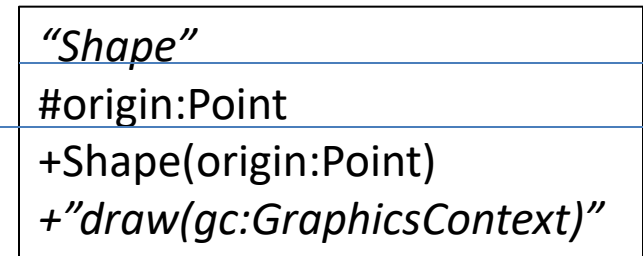 “Shape”
#origin:Point
+Shape(origin:Point)
+”draw(gc:GraphicsContext)”